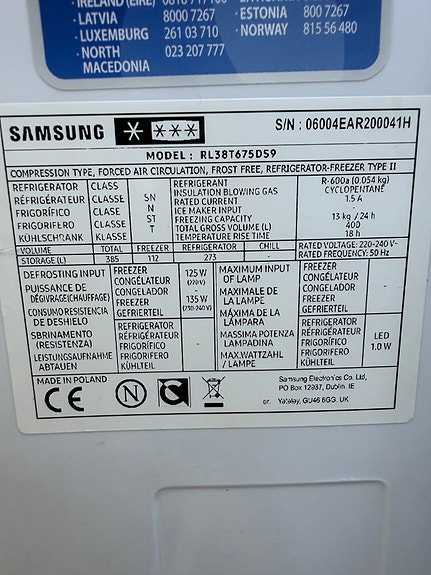 · LATVIA 8000 7267
· LUXEMBURG 261 03 710
· NORTH MACEDONIA 023 207 777
· ESTONIA 800 7267
· NORWAY 815 56 480
SAMSUNG
S/N : 06004EAR200041H
MODEL : RL38T675DS9
COMPRESSION TYPE, FORCED AIR CIRCULATION, FROST FREE, REFRIGERATOR-FREEZER TYPE II
REFRIGERATOR CLASS
RÉFRIGÉRATEUR CLASSE
FRIGORÍFICO CLASE
FRIGORIFERO CLASSE
KÜHLSCHRANK KLASSE
SN
N
ST
T
REFRIGERANT R-600a (0.054 kg)
INSULATION BLOWING GAS CYCLOPENTANE
RATED CURRENT 1.5 A
ICE MAKER INPUT -
FREEZING CAPACITY 13 kg / 24 h
TOTAL GROSS VOLUME (L) 400
TEMPERATURE RISE TIME 18 h
VOLUME TOTAL FREEZER REFRIGERATOR CHILL
STORAGE (L) 385 112 273 -
RATED VOLTAGE: 220-240 V~
RATED FREQUENCY: 50 Hz
DEFROSTING INPUT
PUISSANCE DE DÉGIVRAGE(CHAUFFAGE)
CONSUMO RESISTENCIA DE DESHIELO
SBRINAMENTO (RESISTENZA)
LEISTUNGSAUFNAHME ABTAUEN
FREEZER
CONGÉLATEUR
CONGELADOR
FREEZER
GEFRIERTEIL
125 W
(220 V)
-
135 W
(230-240 V)
REFRIGERATOR
RÉFRIGÉRATEUR
FRIGORÍFICO
FRIGORIFERO
KÜHLTEIL
-
MAXIMUM INPUT OF LAMP
MAXIMALE DE LA LAMPE
MÁXIMA DE LA LÁMPARA
MASSIMA POTENZA LAMPADINA
MAX.WATTZAHL / LAMPE
FREEZER
CONGÉLATEUR
CONGELADOR
FREEZER
GEFRIERTEIL
-
REFRIGERATOR
RÉFRIGÉRATEUR
FRIGORÍFICO
FRIGORIFERO
KÜHLTEIL
LED
1.0 W
MADE IN POLAND
CE
N
Samsung Electronics Co. Ltd,
PO Box 12987, Dublin. IE
or. Yateley, GU46 6GG. UK